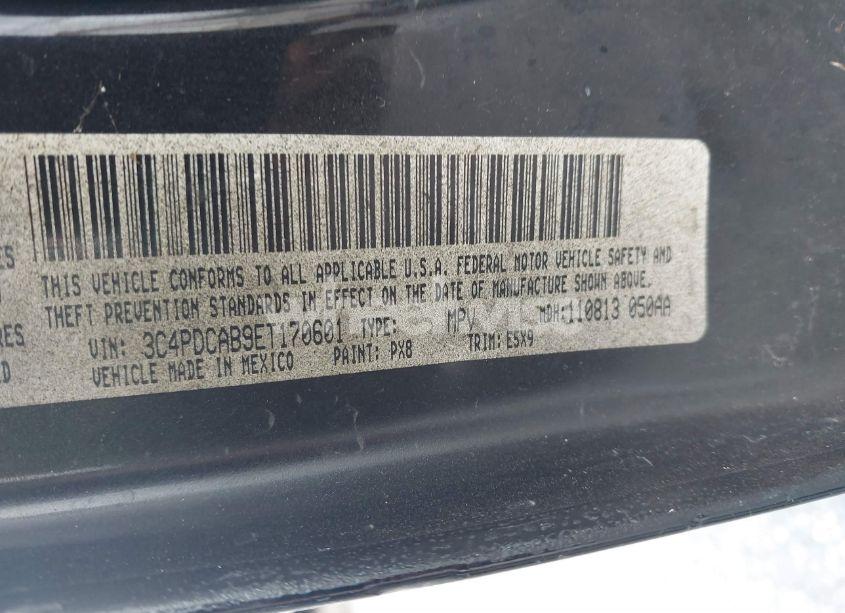 ES
THIS VEHICLE CONFORMS TO ALL APPLICABLE U.S.A. FEDERAL MOTOR VEHICLE SAFETY AND
THEFT PREVENTION STANDARDS IN EFFECT ON THE DATE OF MANUFACTURE SHOWN ABOVE.
RES
VIN: 3C4PDCAB9ET170601 TYPE: MPV MDH: 110813 050AA
D
VEHICLE MADE IN MEXICO PAINT: PX8 TRIM: E5X9